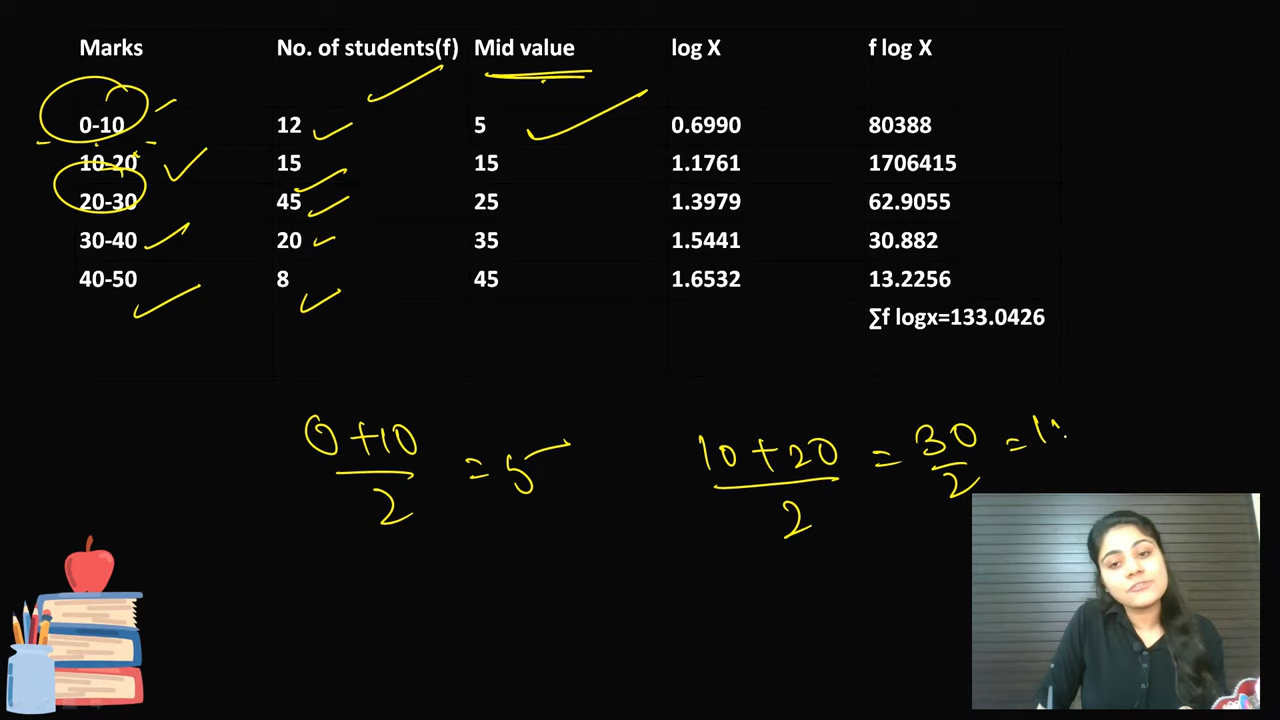 Marks No. of students(f) Mid value log X f log X
0-10 12 5 0.6990 80388
10-20 15 15 1.1761 1706415
20-30 45 25 1.3979 62.9055
30-40 20 35 1.5441 30.882
40-50 8 45 1.6532 13.2256
∑f logx=133.0426
0+10/2 = 5 10+20/2 = 30/2 =